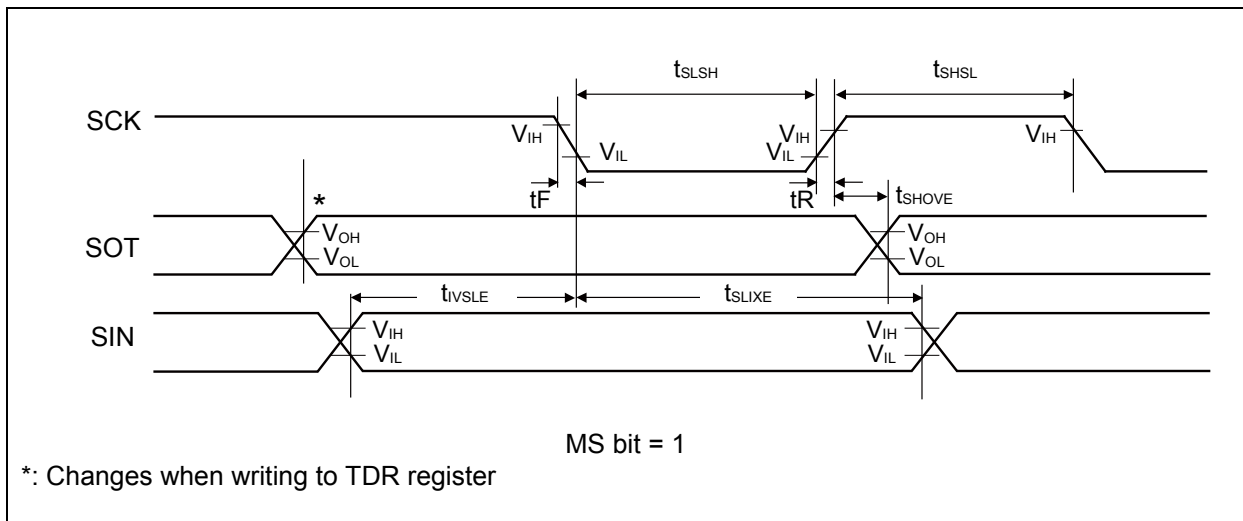 tSLSH
tSHSL
SCK
VIH
VIL
VIH
VIL
VIH
tF
tR
tSHOVE
*
SOT
VOH
VOL
VOH
VOL
tIVSLE
tSLIXE
SIN
VIH
VIL
VIH
VIL
MS bit = 1
*: Changes when writing to TDR register